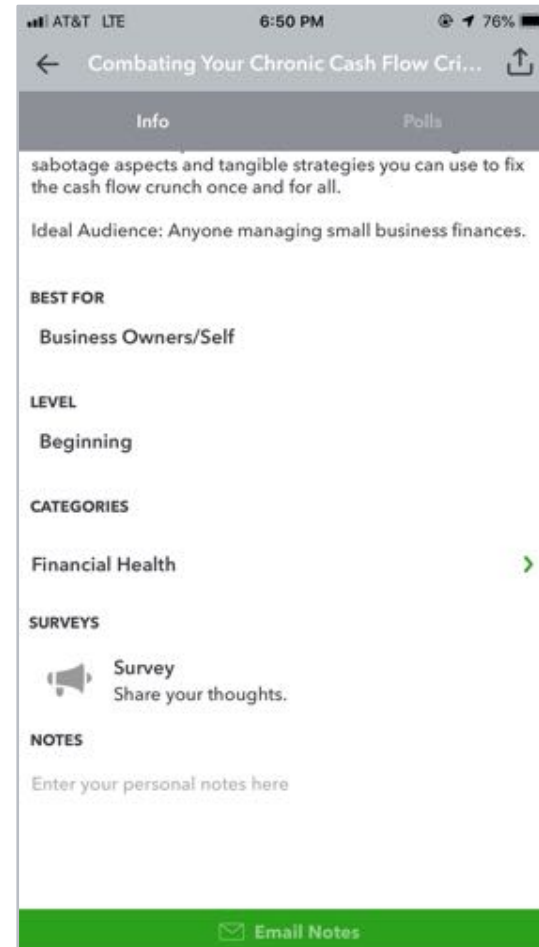 AT&T LTE 6:50 PM 76%
Combating Your Chronic Cash Flow Cri...
Info Polls
sabotage aspects and tangible strategies you can use to fix
the cash flow crunch once and for all.
Ideal Audience: Anyone managing small business finances.
BEST FOR
Business Owners/Self
LEVEL
Beginning
CATEGORIES
Financial Health
SURVEYS
Survey
Share your thoughts.
NOTES
Enter your personal notes here
Email Notes